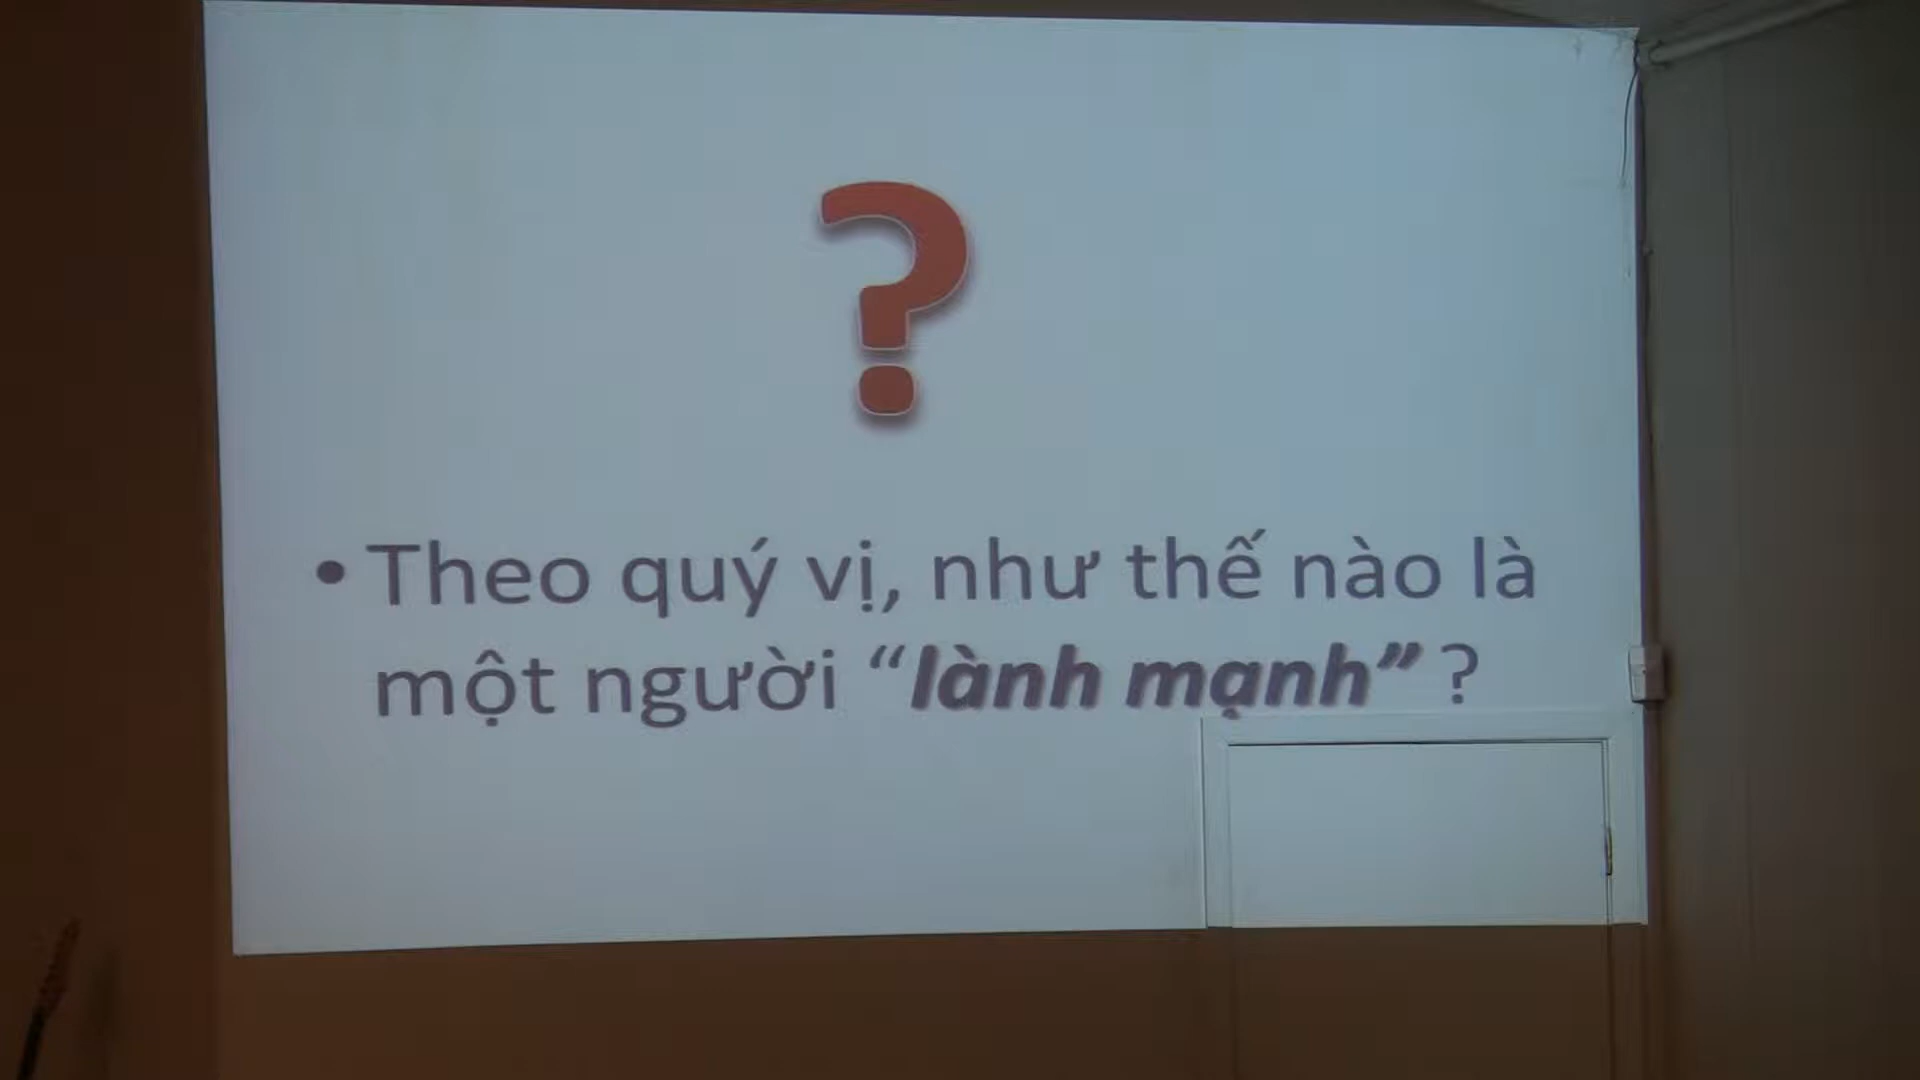 ?
• Theo quý vị, như thế nào là
một người “lành mạnh” ?